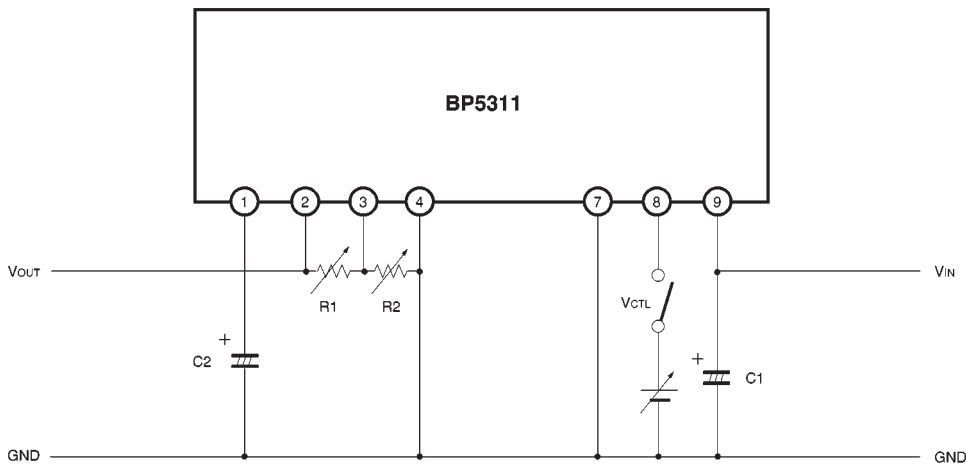 BP5311
1 2 3 4 7 8 9
VOUT
R1 R2
VIN
VCTL
+
C2
+
C1
GND
GND